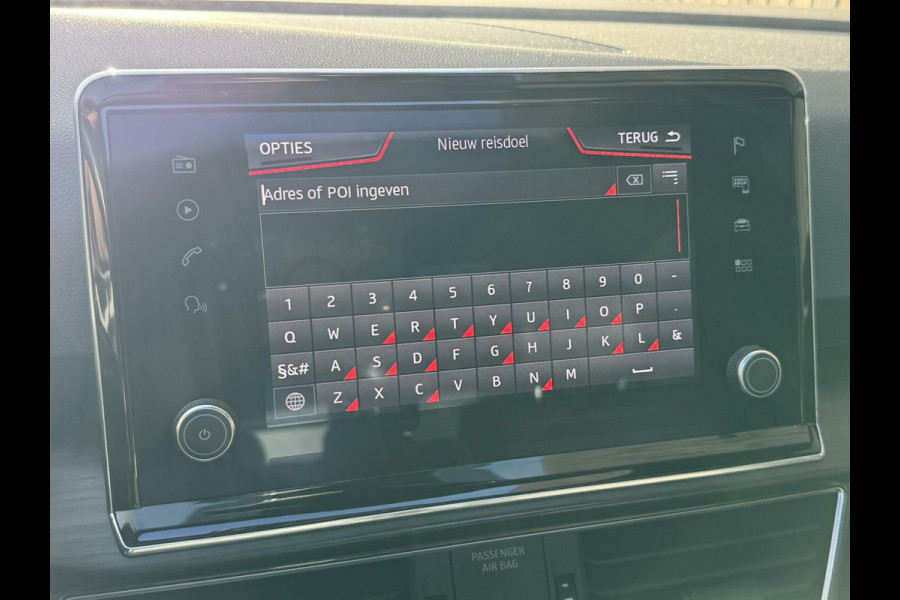 OPTIES Nieuw reisdoel TERUG
Adres of POI ingeven
1 2 3 4 5 6 7 8 9 0 -
Q W E R T Y U I O P .
§&# A S D F G H J K L &
Z X C V B N M
PASSENGER
AIR BAG